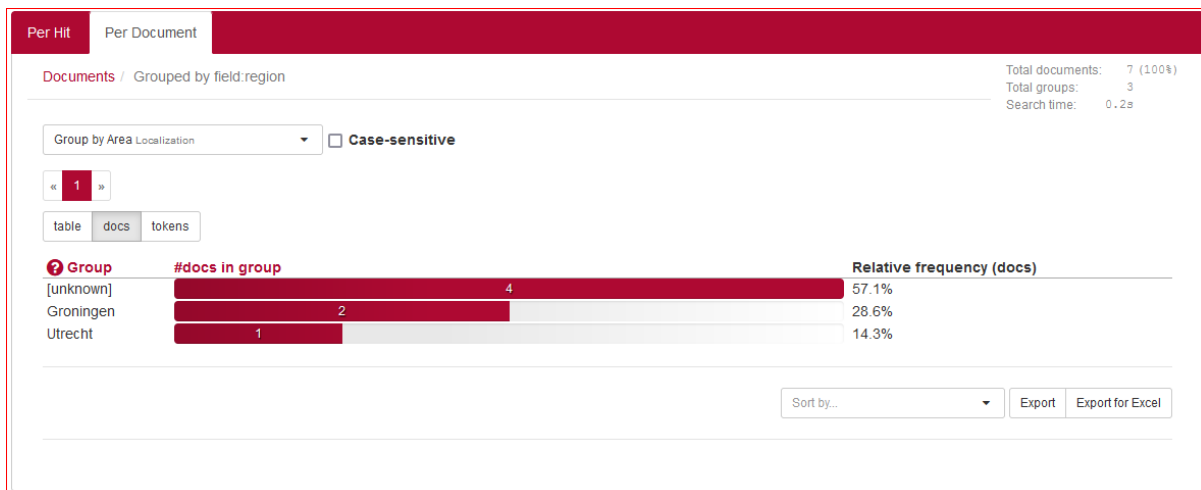 Per Hit Per Document
Documents / Grouped by field:region
Total documents: 7 (100%)
Total groups: 3
Search time: 0.2s
Group by Area Localization Case-sensitive
« 1 »
table docs tokens
? Group #docs in group Relative frequency (docs)
[unknown] 4 57.1%
Groningen 2 28.6%
Utrecht 1 14.3%
Sort by... Export Export for Excel